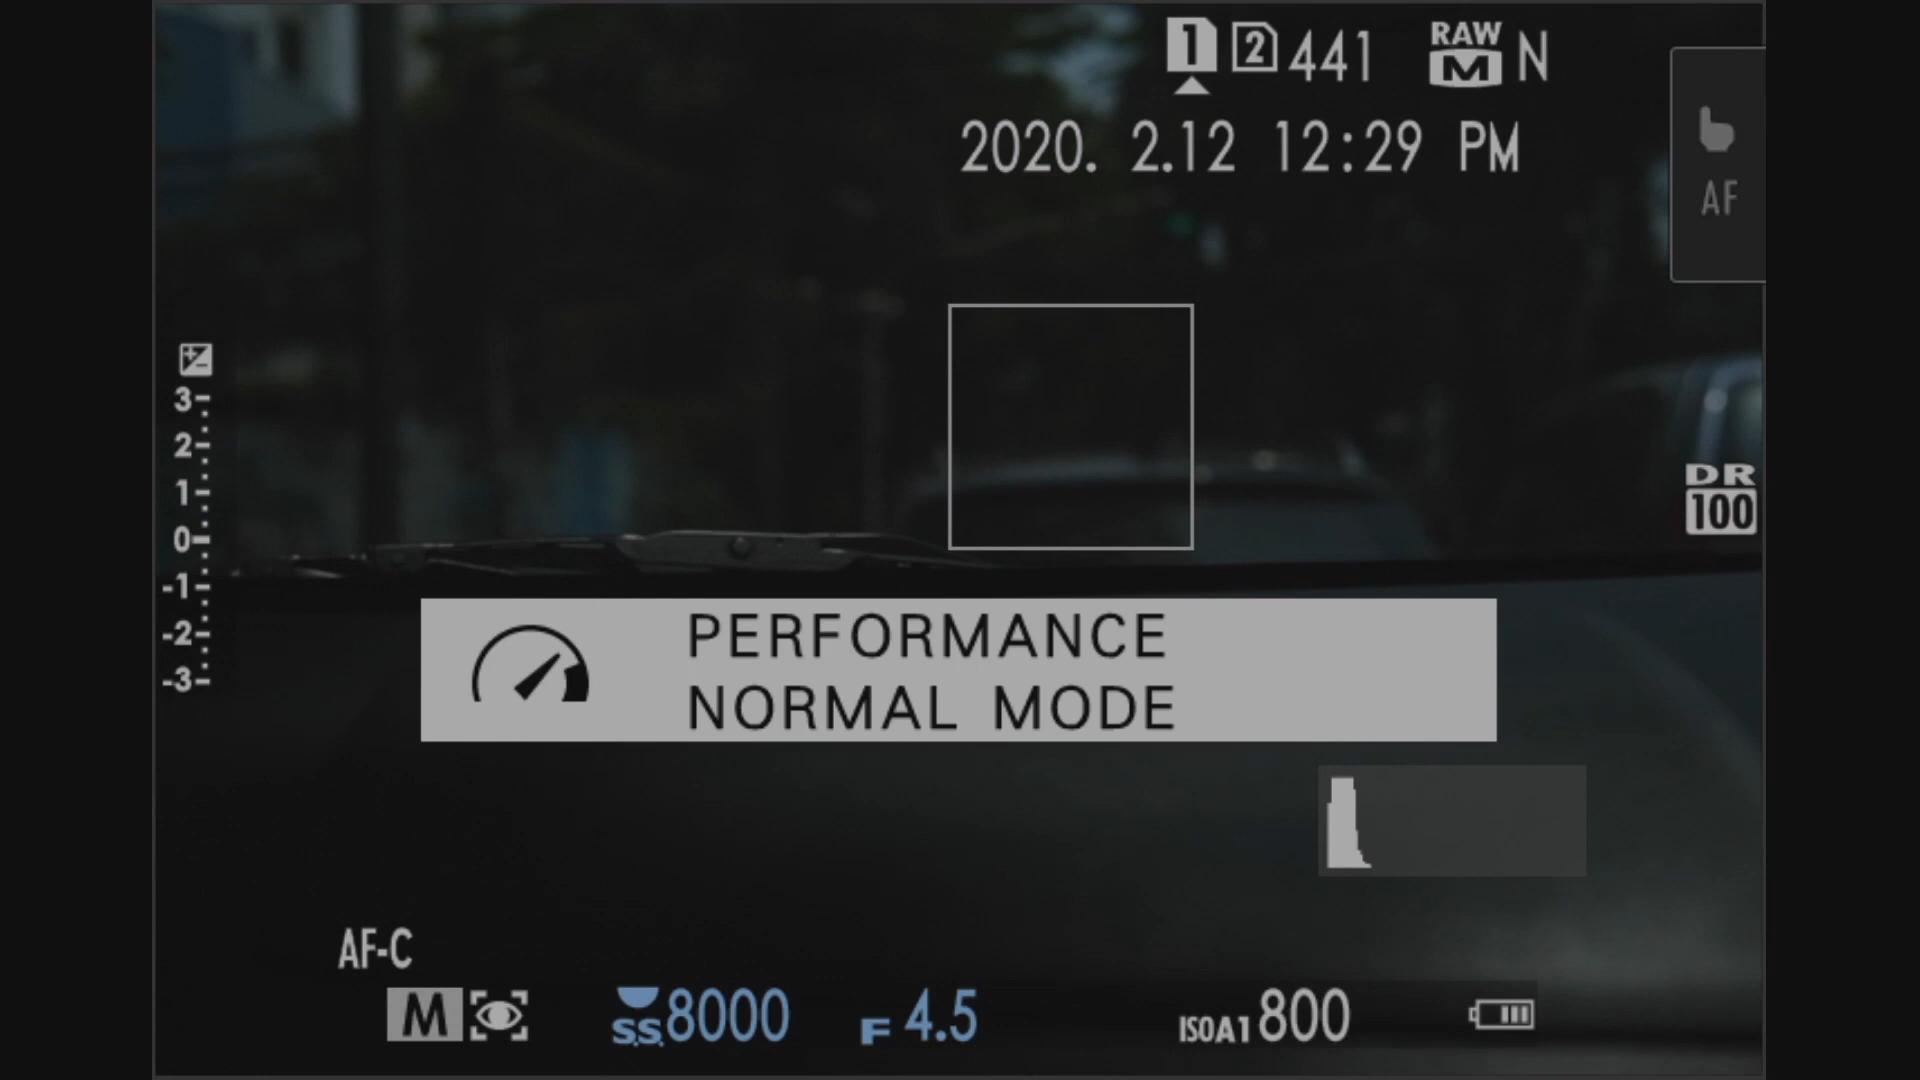 1 2 441 RAW M N
2020. 2.12 12:29 PM
AF
3
2
1
0
-1
-2
-3
DR
100
PERFORMANCE
NORMAL MODE
AF-C
M S.S. 8000 F 4.5 ISO A1 800